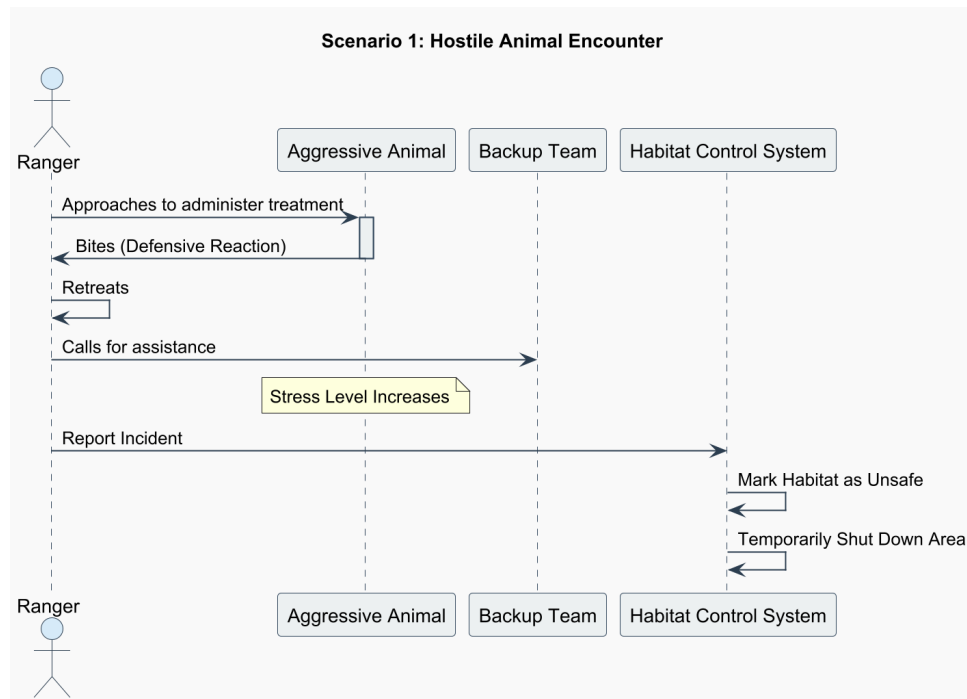 Scenario 1: Hostile Animal Encounter
Ranger
Aggressive Animal
Backup Team
Habitat Control System
Approaches to administer treatment
Bites (Defensive Reaction)
Retreats
Calls for assistance
Stress Level Increases
Report Incident
Mark Habitat as Unsafe
Temporarily Shut Down Area
Ranger
Aggressive Animal
Backup Team
Habitat Control System